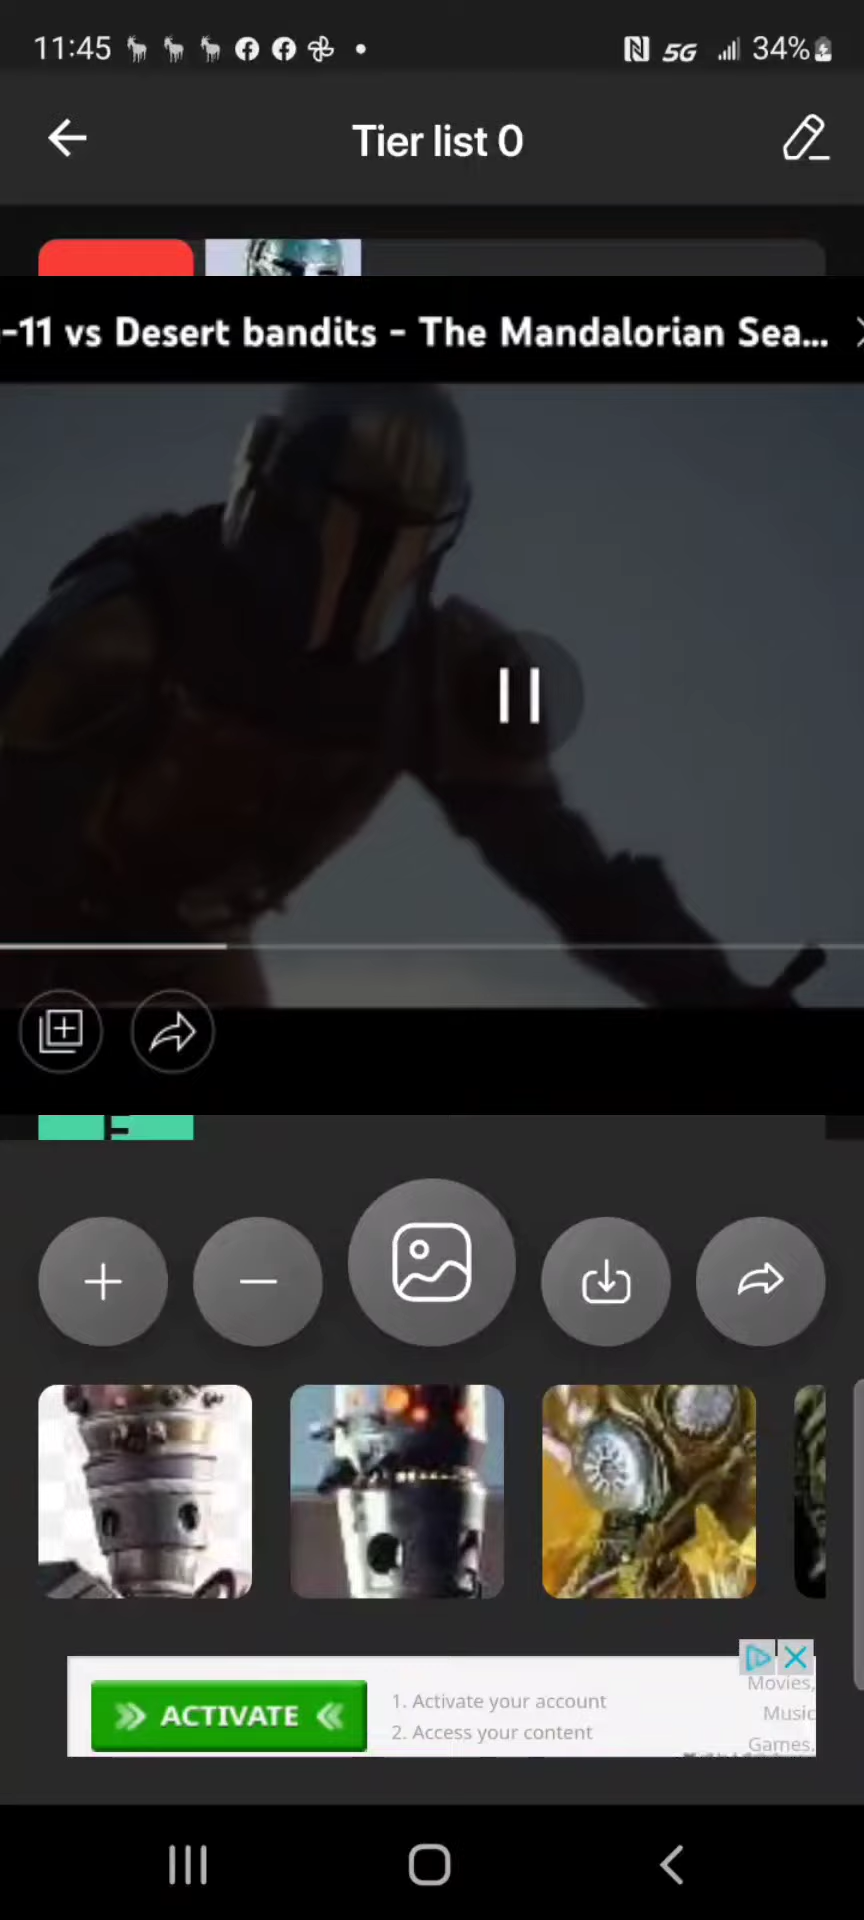 11:45
5G
34%
Tier list 0
-11 vs Desert bandits - The Mandalorian Sea...
ACTIVATE
1. Activate your account
2. Access your content
Movies,
Music
Games,